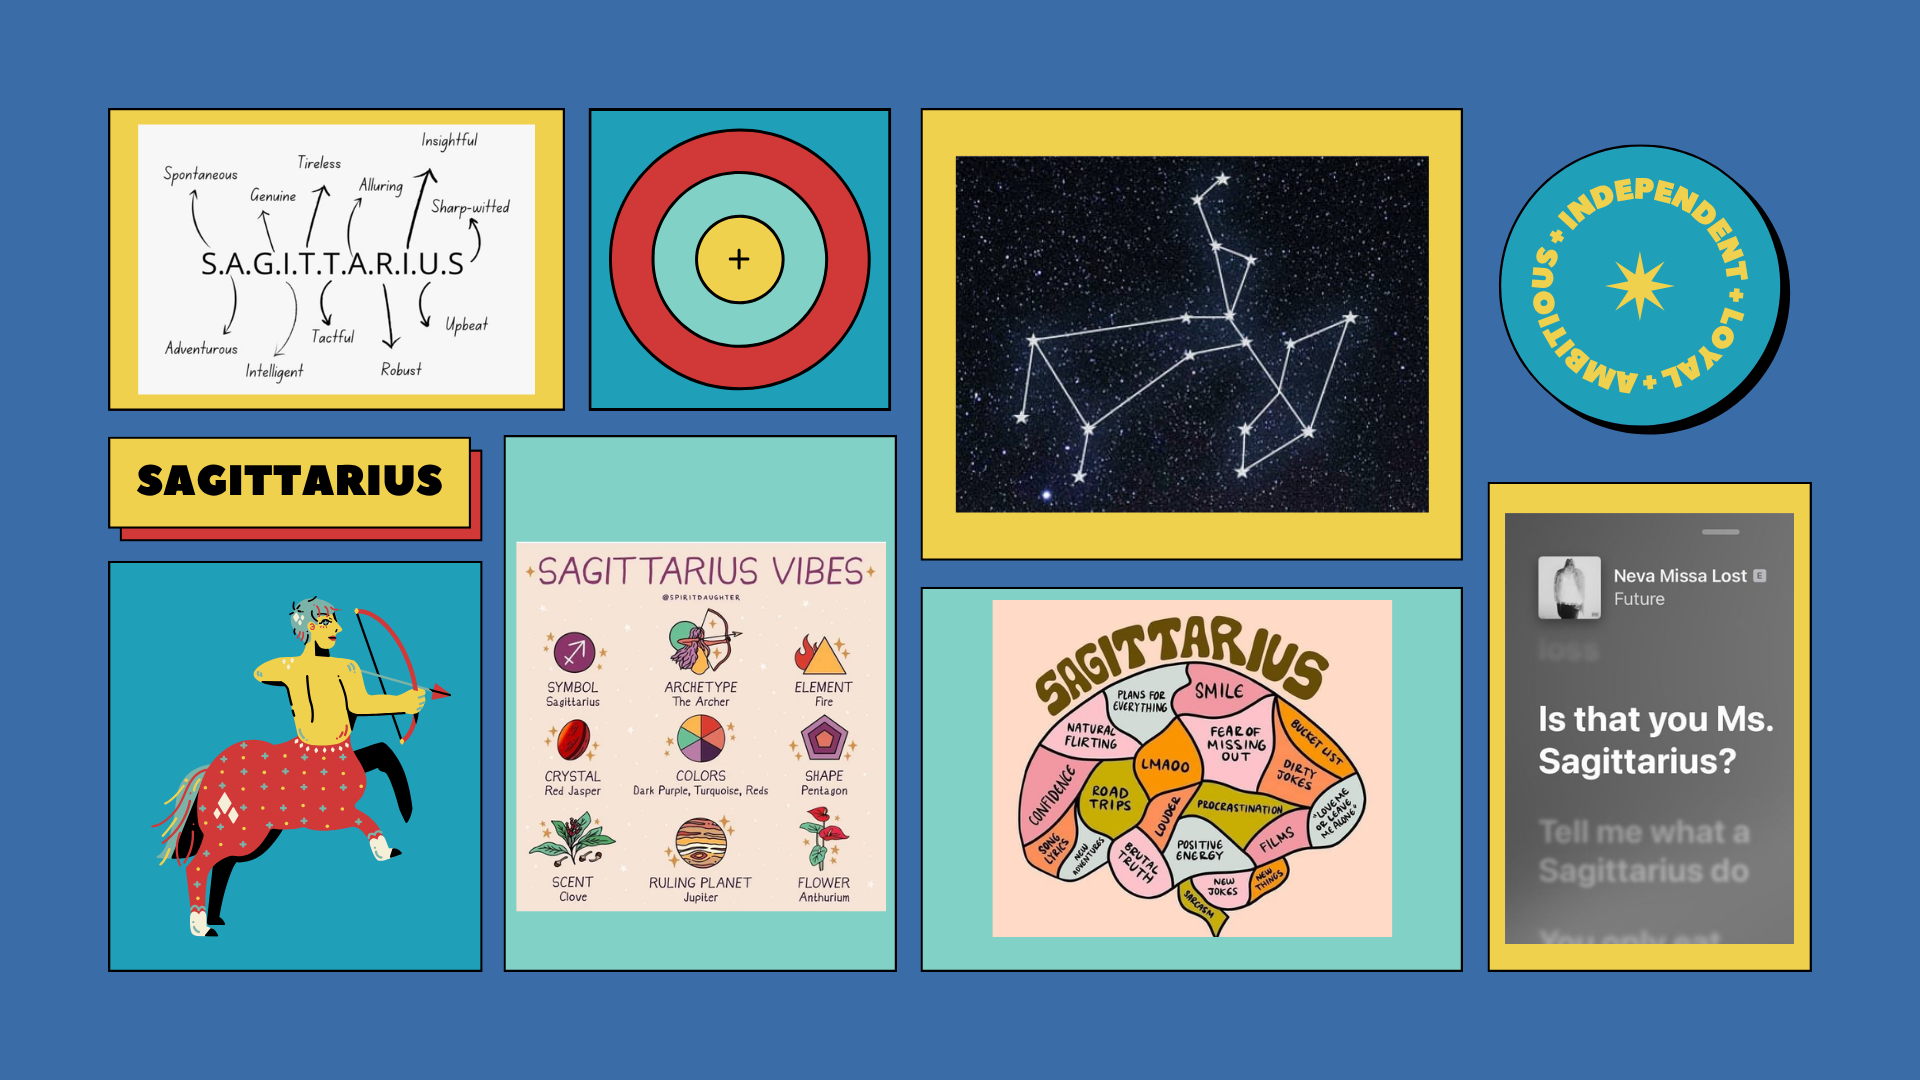 Insightful
Tireless
Spontaneous
Alluring
Genuine
Sharp-witted
S.A.G.I.T.T.A.R.I.U.S
Upbeat
Tactful
Adventurous
Intelligent
Robust
+
INDEPENDENT + LOYAL + AMBITIOUS +
SAGITTARIUS
SAGITTARIUS VIBES
@SPIRITDAUGHTER
SYMBOL
Sagittarius
ARCHETYPE
The Archer
ELEMENT
Fire
CRYSTAL
Red Jasper
COLORS
Dark Purple, Turquoise, Reds
SHAPE
Pentagon
SCENT
Clove
RULING PLANET
Jupiter
FLOWER
Anthurium
SAGITTARIUS
PLANS FOR
EVERYTHING
SMILE
NATURAL
FLIRTING
FEAR OF
MISSING
OUT
BUCKET LIST
LMAOO
DIRTY
JOKES
CONFIDENCE
ROAD
TRIPS
LOUDER
PROCRASTINATION
"LOVE ME
OR LEAVE
ME ALONE"
SONG
LYRICS
NEW
ADVENTURES
BRUTAL
TRUTH
POSITIVE
ENERGY
FILMS
NEW
JOKES
NEW
THINGS
SARCASM
Neva Missa Lost E
Future
loss
Is that you Ms.
Sagittarius?
Tell me what a
Sagittarius do
You only eat